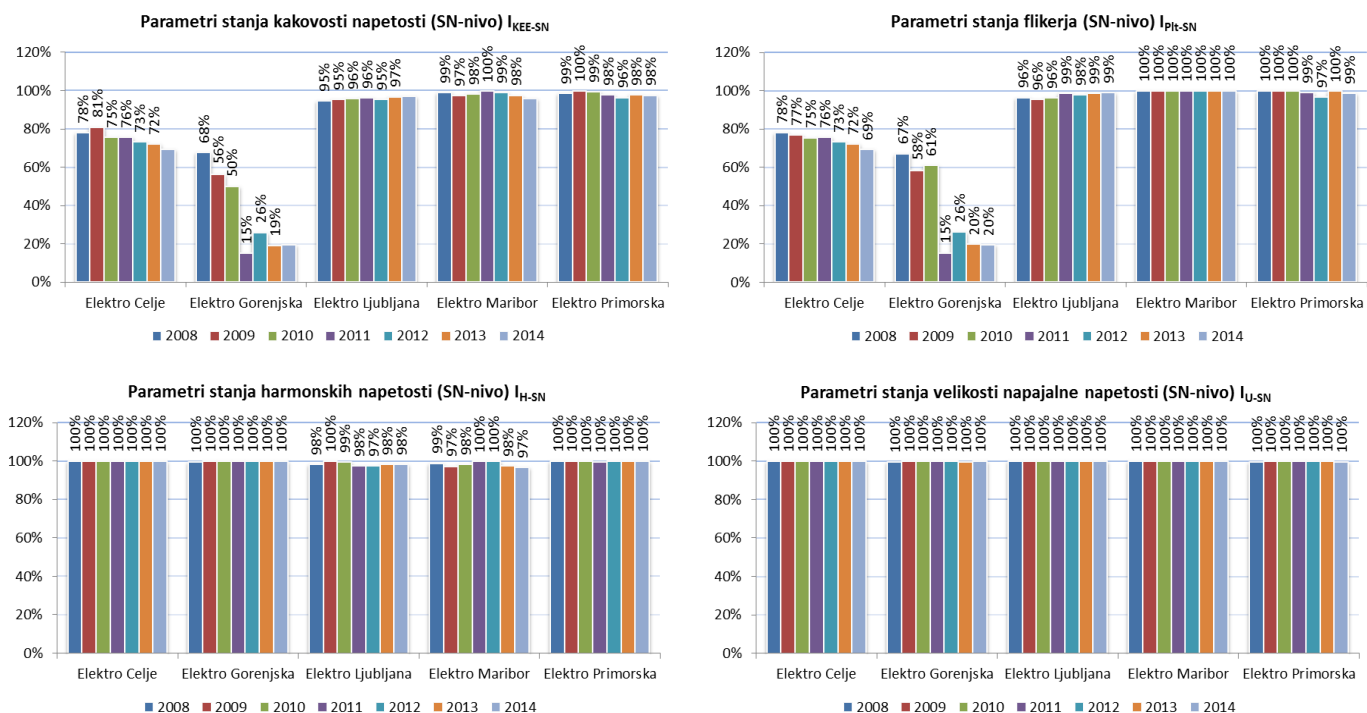 Parametri stanja kakovosti napetosti (SN-nivo) I_KEE-SN
120%
100%
80%
60%
40%
20%
0%
78% 81% 75% 76% 73% 72%
68% 56% 50% 15% 26% 19%
95% 95% 96% 96% 95% 97%
99% 97% 98% 100% 99% 98%
99% 100% 99% 98% 96% 98% 98%
Elektro Celje Elektro Gorenjska Elektro Ljubljana Elektro Maribor Elektro Primorska
2008 2009 2010 2011 2012 2013 2014
Parametri stanja flikerja (SN-nivo) I_Plt-SN
120%
100%
80%
60%
40%
20%
0%
78% 77% 75% 76% 73% 72% 69%
67% 58% 61% 15% 26% 20% 20%
96% 96% 96% 99% 98% 99% 99%
100% 100% 100% 100% 100% 100% 100%
100% 100% 100% 99% 97% 100% 99%
Elektro Celje Elektro Gorenjska Elektro Ljubljana Elektro Maribor Elektro Primorska
2008 2009 2010 2011 2012 2013 2014
Parametri stanja harmonskih napetosti (SN-nivo) I_H-SN
120%
100%
80%
60%
40%
20%
0%
100% 100% 100% 100% 100% 100% 100%
100% 100% 100% 100% 100% 100% 100%
98% 100% 99% 98% 97% 98% 98%
99% 97% 98% 100% 100% 98% 97%
100% 100% 100% 100% 100% 100% 100%
Elektro Celje Elektro Gorenjska Elektro Ljubljana Elektro Maribor Elektro Primorska
2008 2009 2010 2011 2012 2013 2014
Parametri stanja velikosti napajalne napetosti (SN-nivo) I_U-SN
120%
100%
80%
60%
40%
20%
0%
100% 100% 100% 100% 100% 100% 100%
100% 100% 100% 100% 100% 100% 100%
100% 100% 100% 100% 100% 100% 100%
100% 100% 100% 100% 100% 100% 100%
100% 100% 100% 100% 100% 100% 100%
Elektro Celje Elektro Gorenjska Elektro Ljubljana Elektro Maribor Elektro Primorska
2008 2009 2010 2011 2012 2013 2014